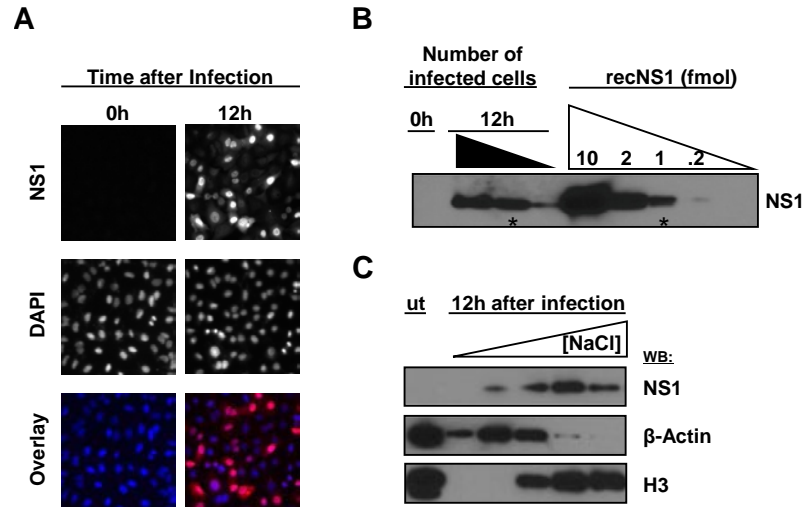 A
Time after Infection
0h 12h
NS1
DAPI
Overlay
B
Number of
infected cells
recNS1 (fmol)
0h 12h
10 2 1 .2
NS1
* *
C
ut 12h after infection
[NaCl]
WB:
NS1
β-Actin
H3